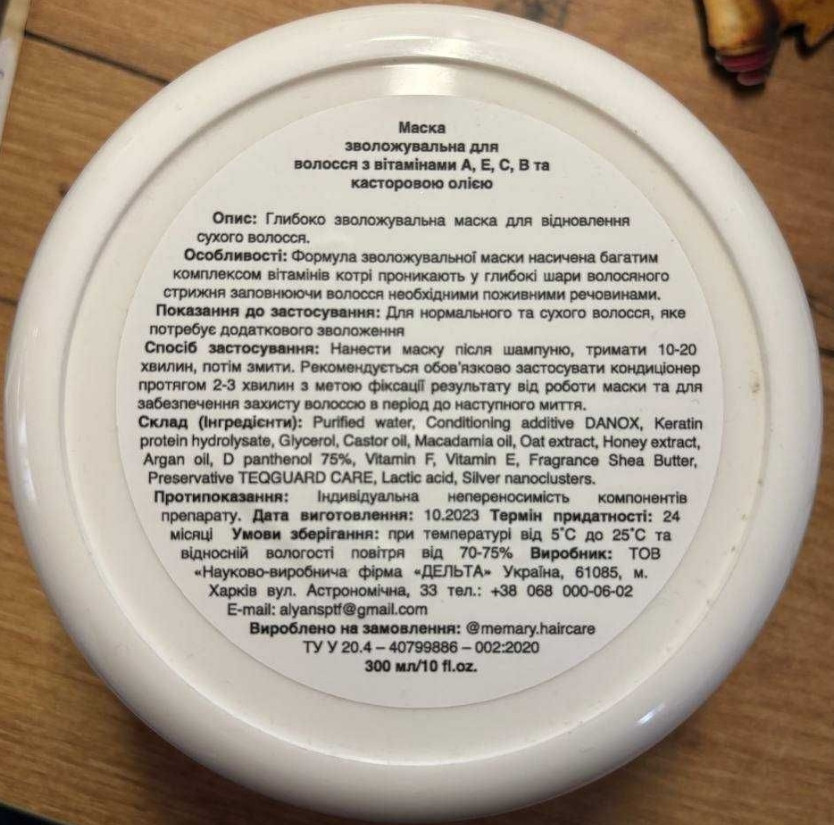 Маска
зволожувальна для
волосся з вітамінами А, Е, С, В та
касторовою олією
Опис: Глибоко зволожувальна маска для відновлення
сухого волосся.
Особливості: Формула зволожувальної маски насичена багатим
комплексом вітамінів котрі проникають у глибокі шари волосяного
стрижня заповнюючи волосся необхідними поживними речовинами.
Показання до застосування: Для нормального та сухого волосся, яке
потребує додаткового зволоження
Спосіб застосування: Нанести маску після шампуню, тримати 10-20
хвилин, потім змити. Рекомендується обов'язково застосувати кондиціонер
протягом 2-3 хвилин з метою фіксації результату від роботи маски та для
забезпечення захисту волоссю в період до наступного миття.
Склад (Інгредієнти): Purified water, Conditioning additive DANOX, Keratin
protein hydrolysate, Glycerol, Castor oil, Macadamia oil, Oat extract, Honey extract,
Argan oil, D panthenol 75%, Vitamin F, Vitamin E, Fragrance Shea Butter,
Preservative TEQGUARD CARE, Lactic acid, Silver nanoclusters.
Протипоказання: Індивідуальна непереносимість компонентів
препарату. Дата виготовлення: 10.2023 Термін придатності: 24
місяці Умови зберігання: при температурі від 5˚С до 25˚С та
відносній вологості повітря від 70-75% Виробник: ТОВ
«Науково-виробнича фірма «ДЕЛЬТА» Україна, 61085, м.
Харків вул. Астрономічна, 33 тел.: +38 068 000-06-02
E-mail: alyansptf@gmail.com
Вироблено на замовлення: @memary.haircare
ТУ У 20.4 – 40799886 – 002:2020
300 мл/10 fl.oz.